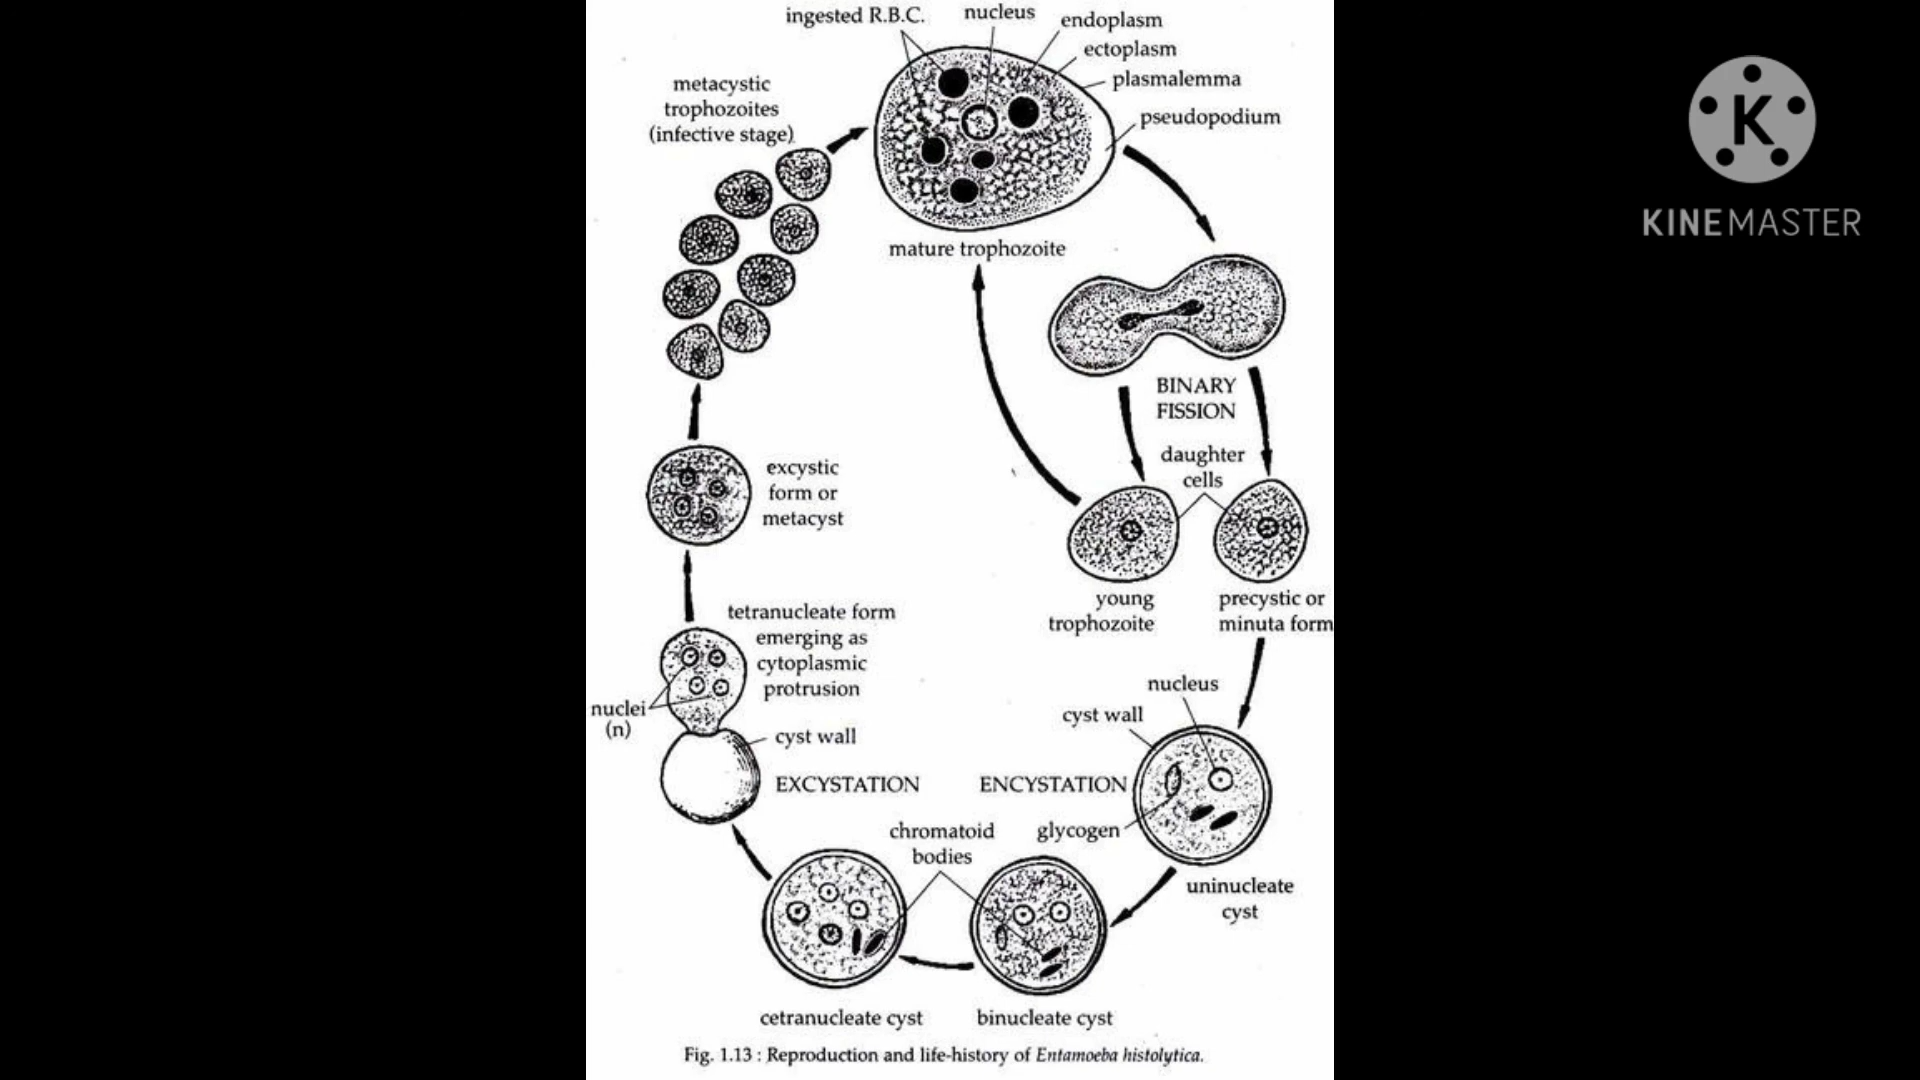 ingested R.B.C.
nucleus
endoplasm
ectoplasm
plasmalemma
pseudopodium
metacystic
trophozoites
(infective stage)
K
KINEMASTER
mature trophozoite
BINARY
FISSION
daughter
cells
excystic
form or
metacyst
young
trophozoite
precystic or
minuta form
tetranucleate form
emerging as
cytoplasmic
protrusion
nuclei
(n)
nucleus
cyst wall
cyst wall
EXCYSTATION
ENCYSTATION
chromatoid
bodies
glycogen
uninucleate
cyst
cetranucleate cyst
binucleate cyst
Fig. 1.13 : Reproduction and life-history of Entamoeba histolytica.